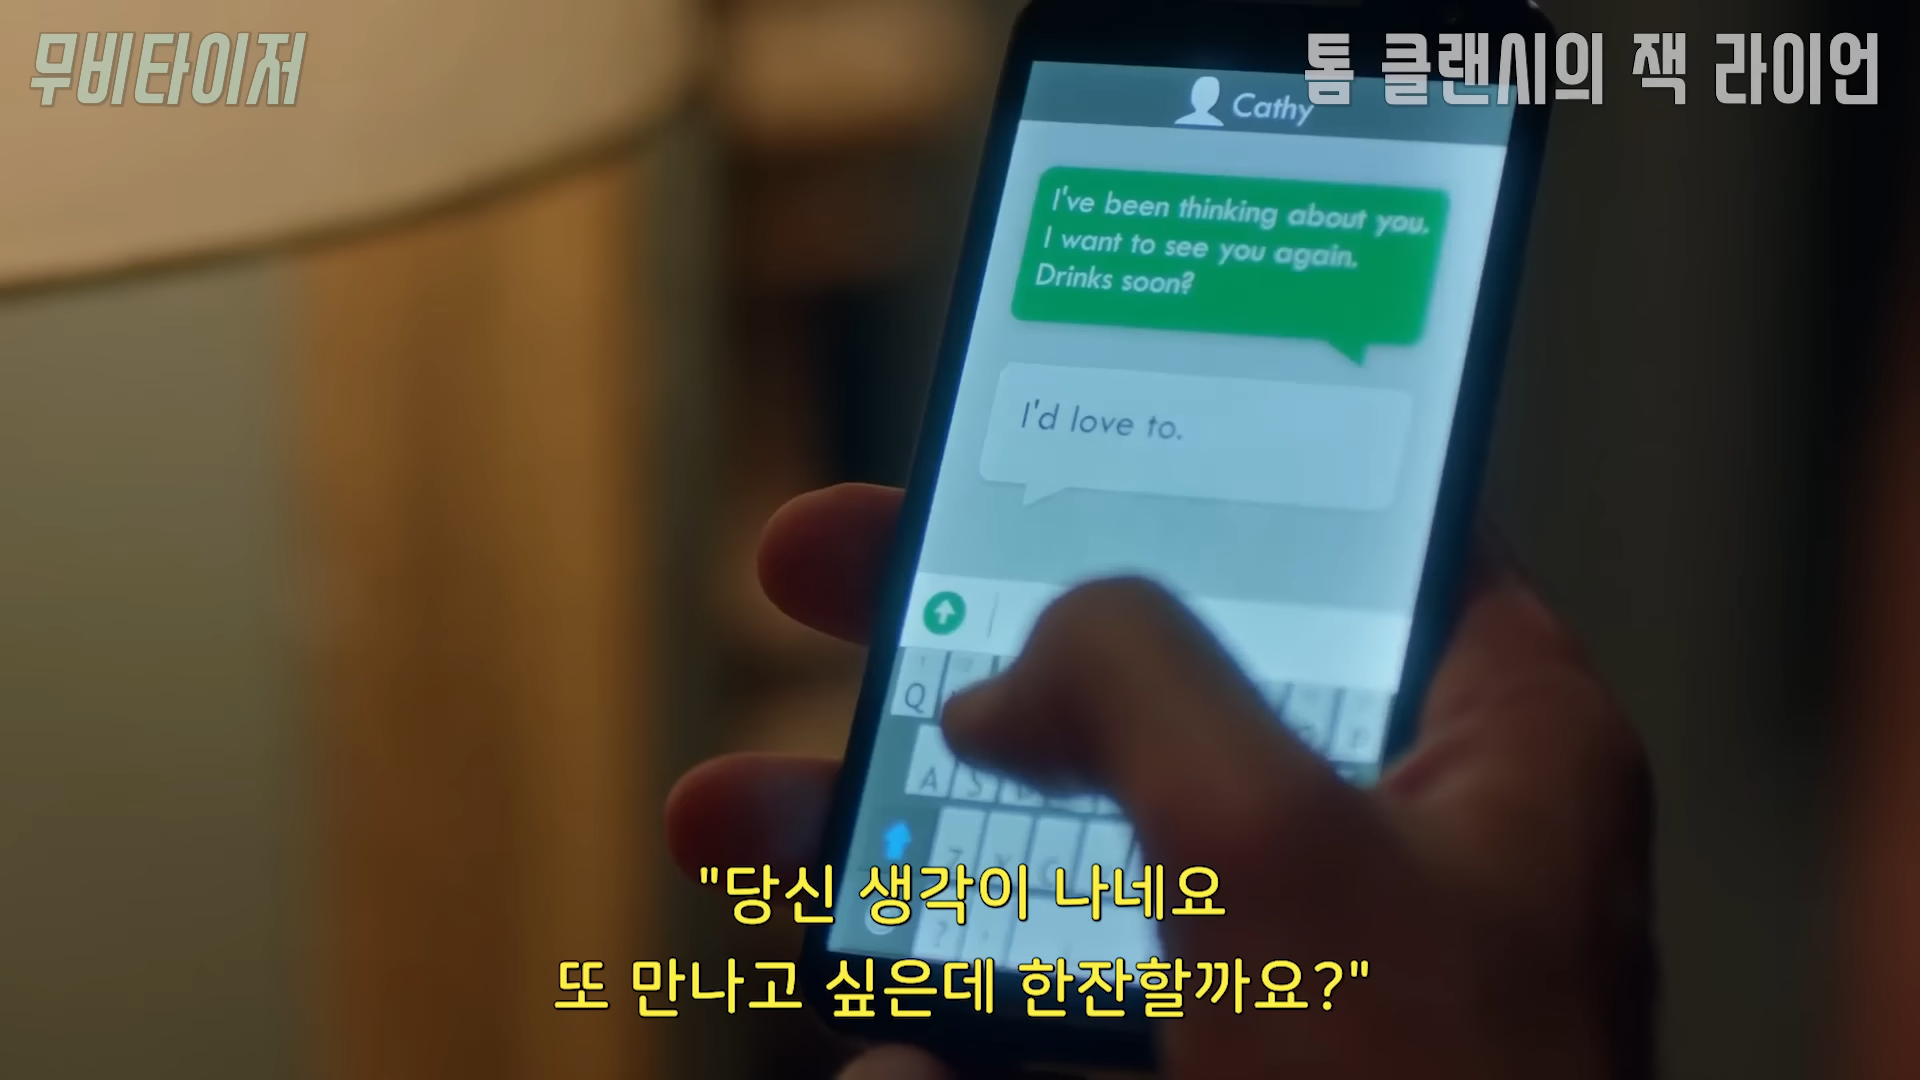 무비타이저
톰 클랜시의 잭 라이언
Cathy
I've been thinking about you.
I want to see you again.
Drinks soon?
I'd love to.
Q
A S
"당신 생각이 나네요
또 만나고 싶은데 한잔할까요?"